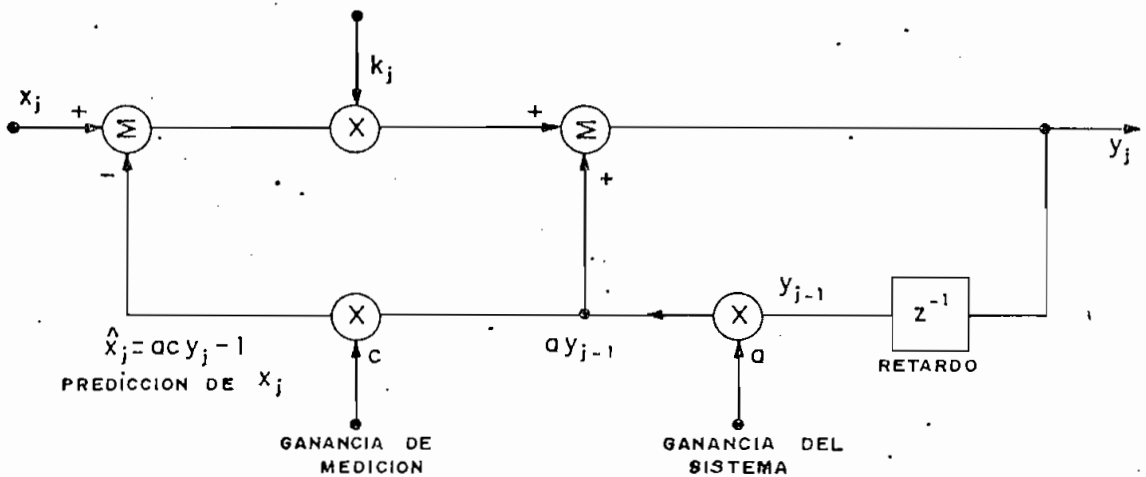 k_j
x_j
+
Σ
X
+
Σ
y_j
-
+
X
a y_{j-1}
X
y_{j-1}
z^{-1}
x̂_j = ac y_j-1
PREDICCION DE x_j
c
a
RETARDO
GANANCIA DE
MEDICION
GANANCIA DEL
SISTEMA